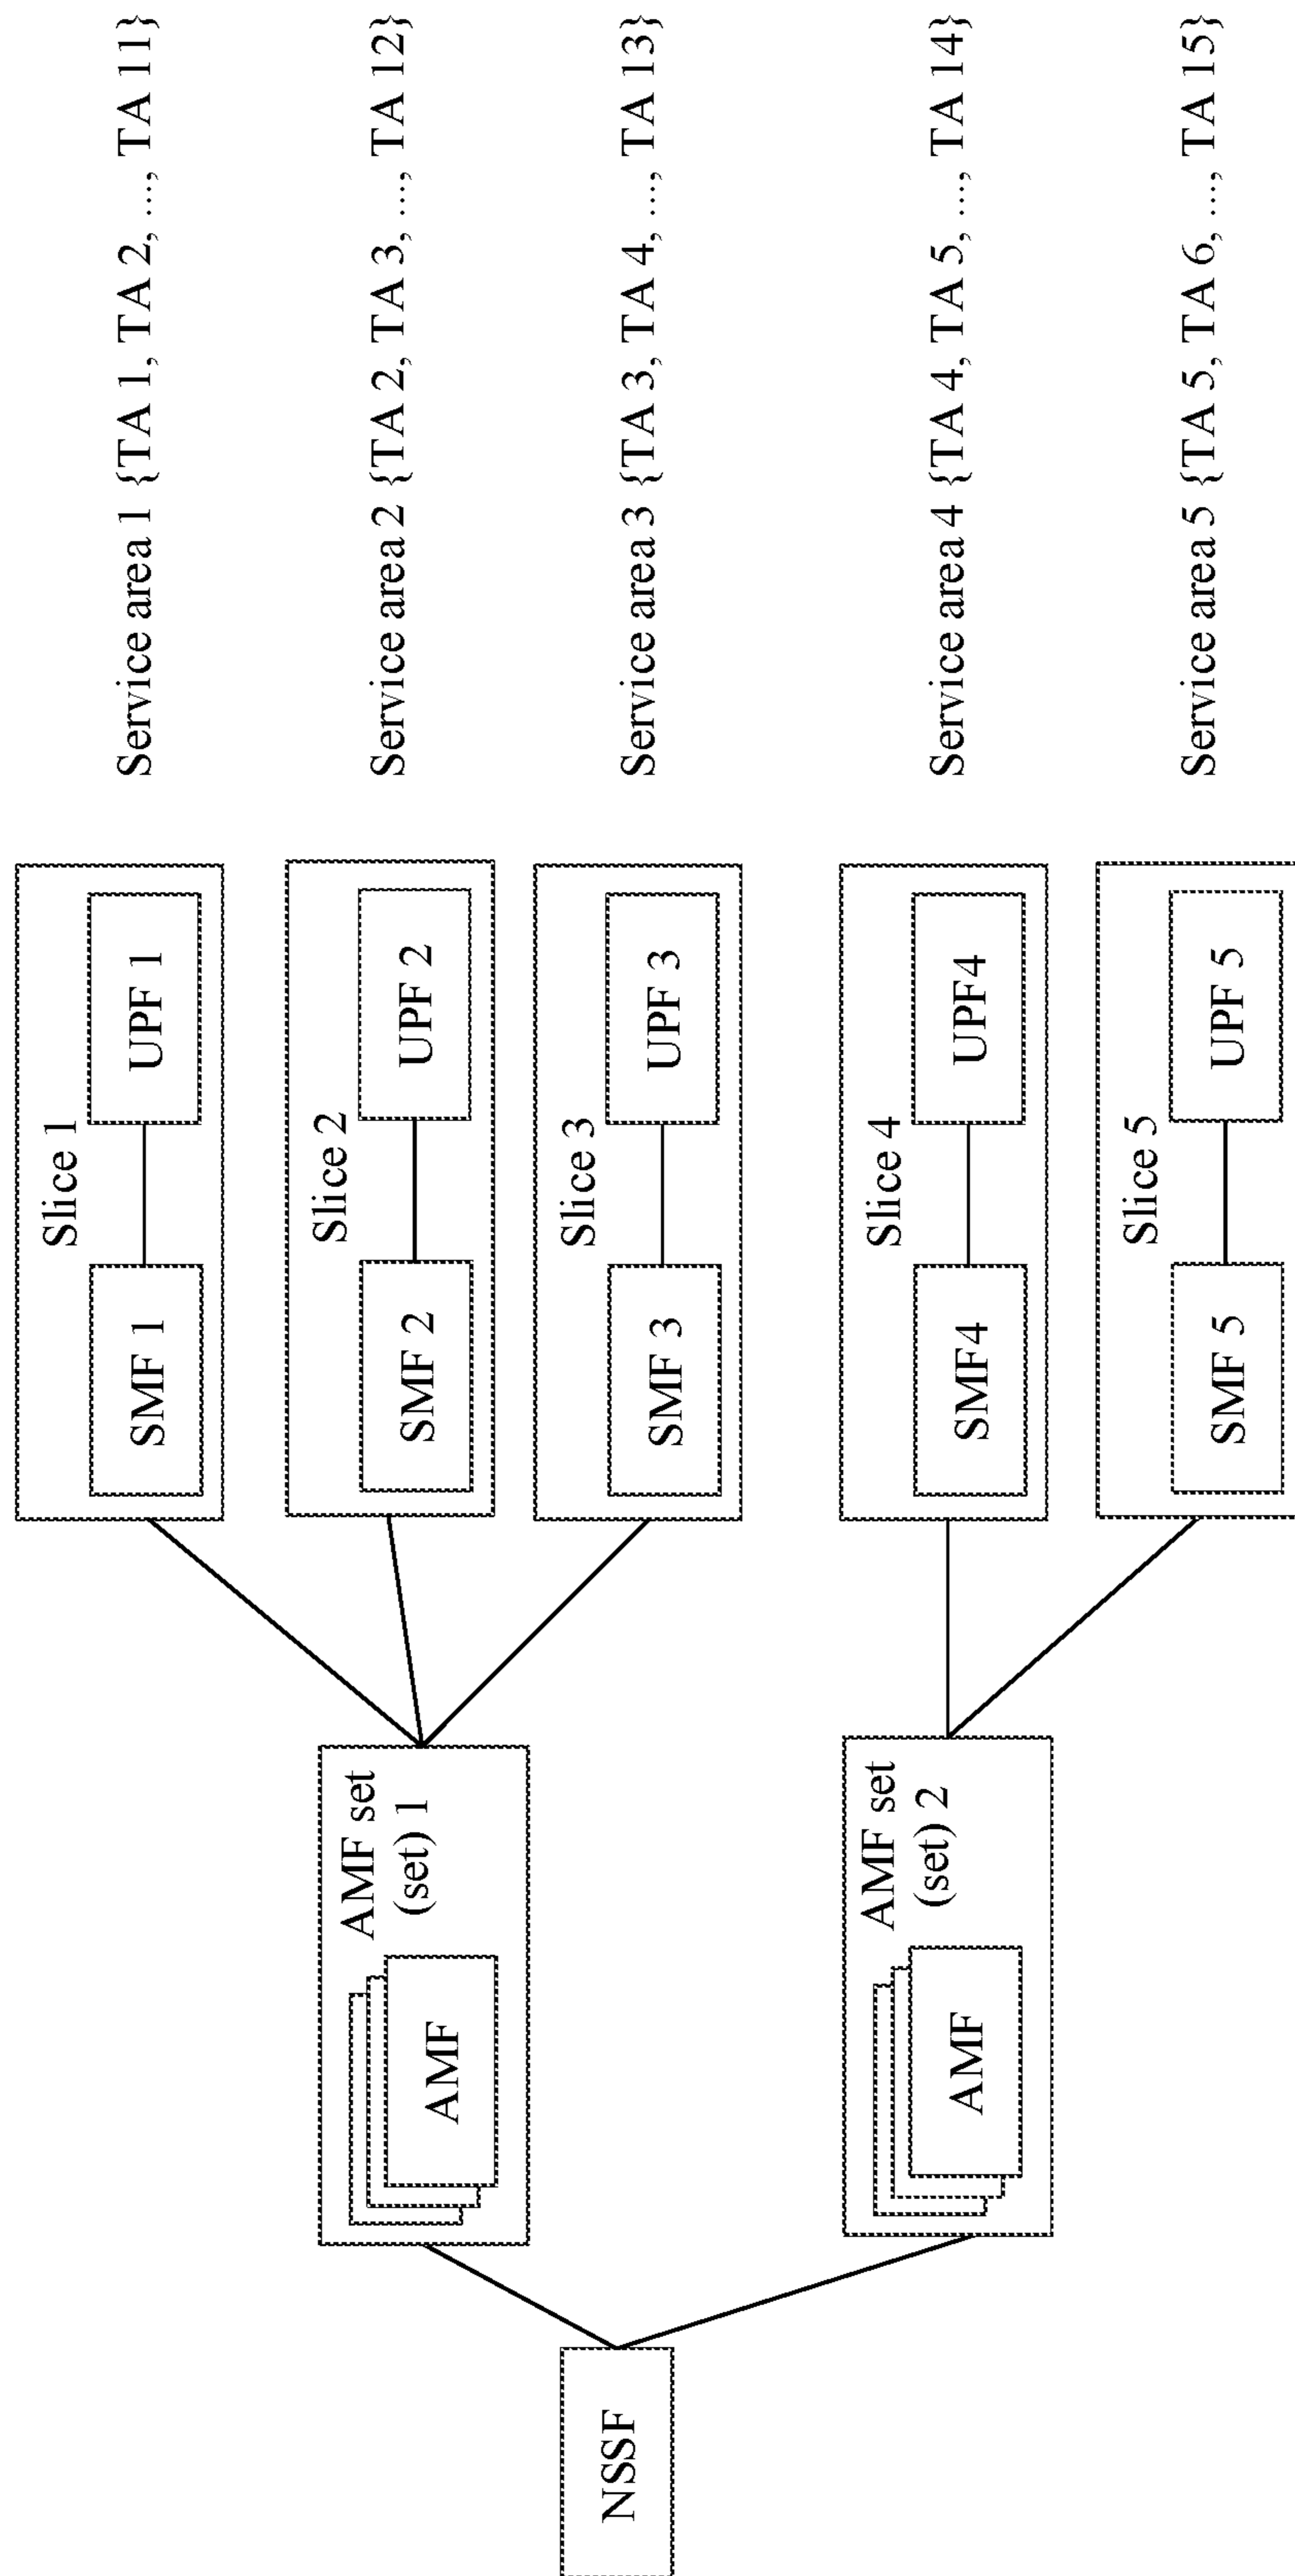 NSSF
AMF set
(set) 1
AMF
AMF set
(set) 2
AMF
Slice 1
SMF 1
UPF 1
Service area 1 {TA 1, TA 2, ..., TA 11}
Slice 2
SMF 2
UPF 2
Service area 2 {TA 2, TA 3, ..., TA 12}
Slice 3
SMF 3
UPF 3
Service area 3 {TA 3, TA 4, ..., TA 13}
Slice 4
SMF4
UPF4
Service area 4 {TA 4, TA 5, ..., TA 14}
Slice 5
SMF 5
UPF 5
Service area 5 {TA 5, TA 6, ..., TA 15}